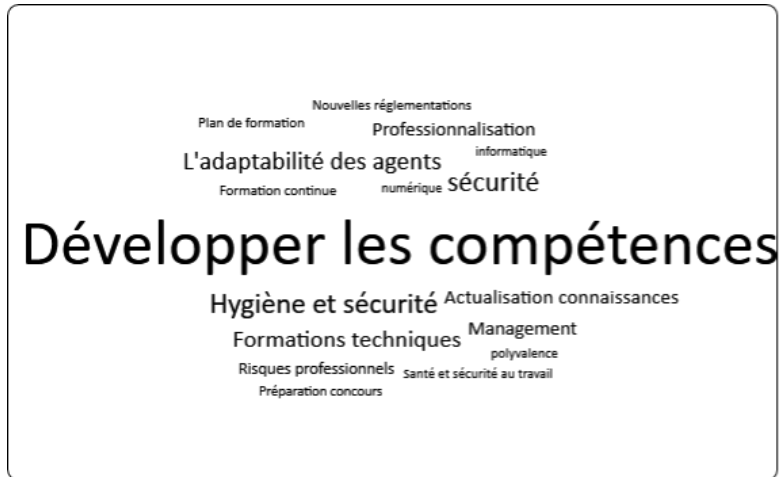 Nouvelles réglementations
Plan de formation
Professionnalisation
informatique
L'adaptabilité des agents
Formation continue
numérique
sécurité
Développer les compétences
Hygiène et sécurité
Actualisation connaissances
Formations techniques
Management
polyvalence
Risques professionnels
Santé et sécurité au travail
Préparation concours